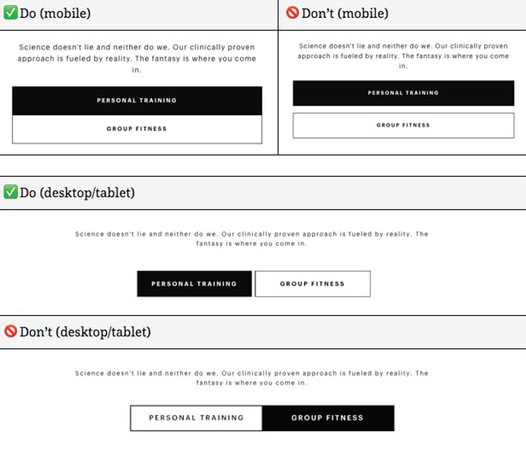 Do (mobile)
Science doesn't lie and neither do we. Our clinically proven
approach is fueled by reality. The fantasy is where you come
in.
PERSONAL TRAINING
GROUP FITNESS
Don't (mobile)
Science doesn't lie and neither do we. Our clinically proven
approach is fueled by reality. The fantasy is where you come
in.
PERSONAL TRAINING
GROUP FITNESS
Do (desktop/tablet)
Science doesn't lie and neither do we. Our clinically proven approach is fueled by reality. The
fantasy is where you come in.
PERSONAL TRAINING GROUP FITNESS
Don't (desktop/tablet)
Science doesn't lie and neither do we. Our clinically proven approach is fueled by reality. The
fantasy is where you come in.
PERSONAL TRAINING GROUP FITNESS